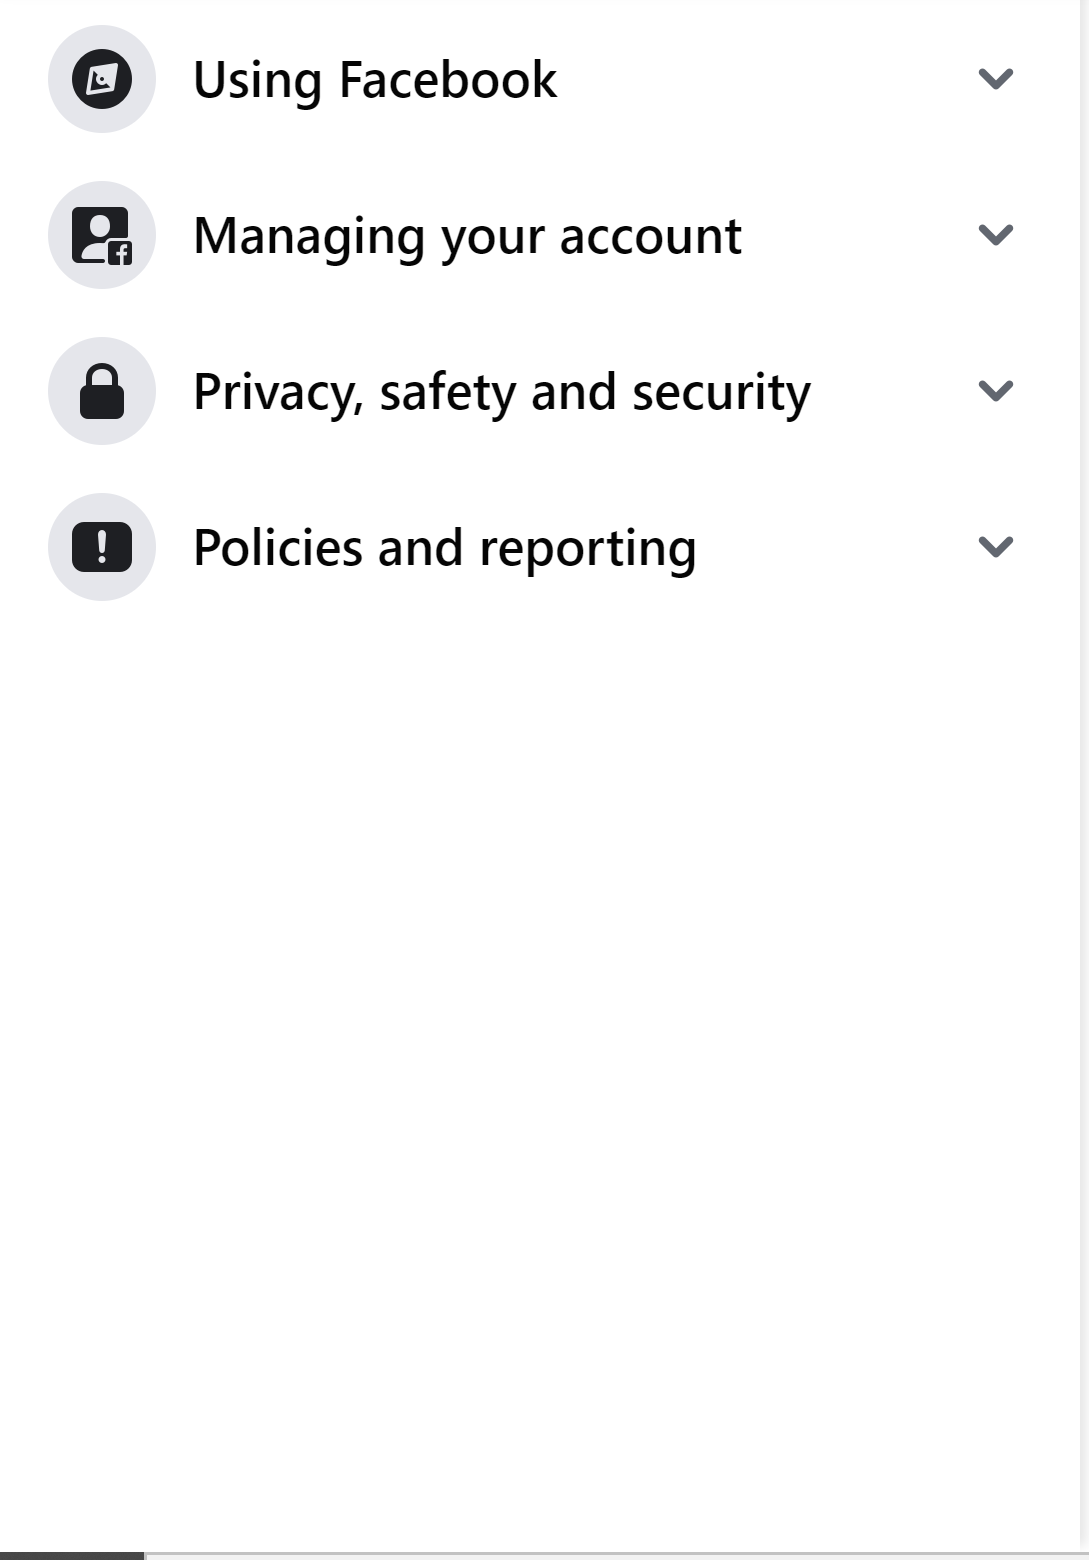 Using Facebook
Managing your account
Privacy, safety and security
Policies and reporting